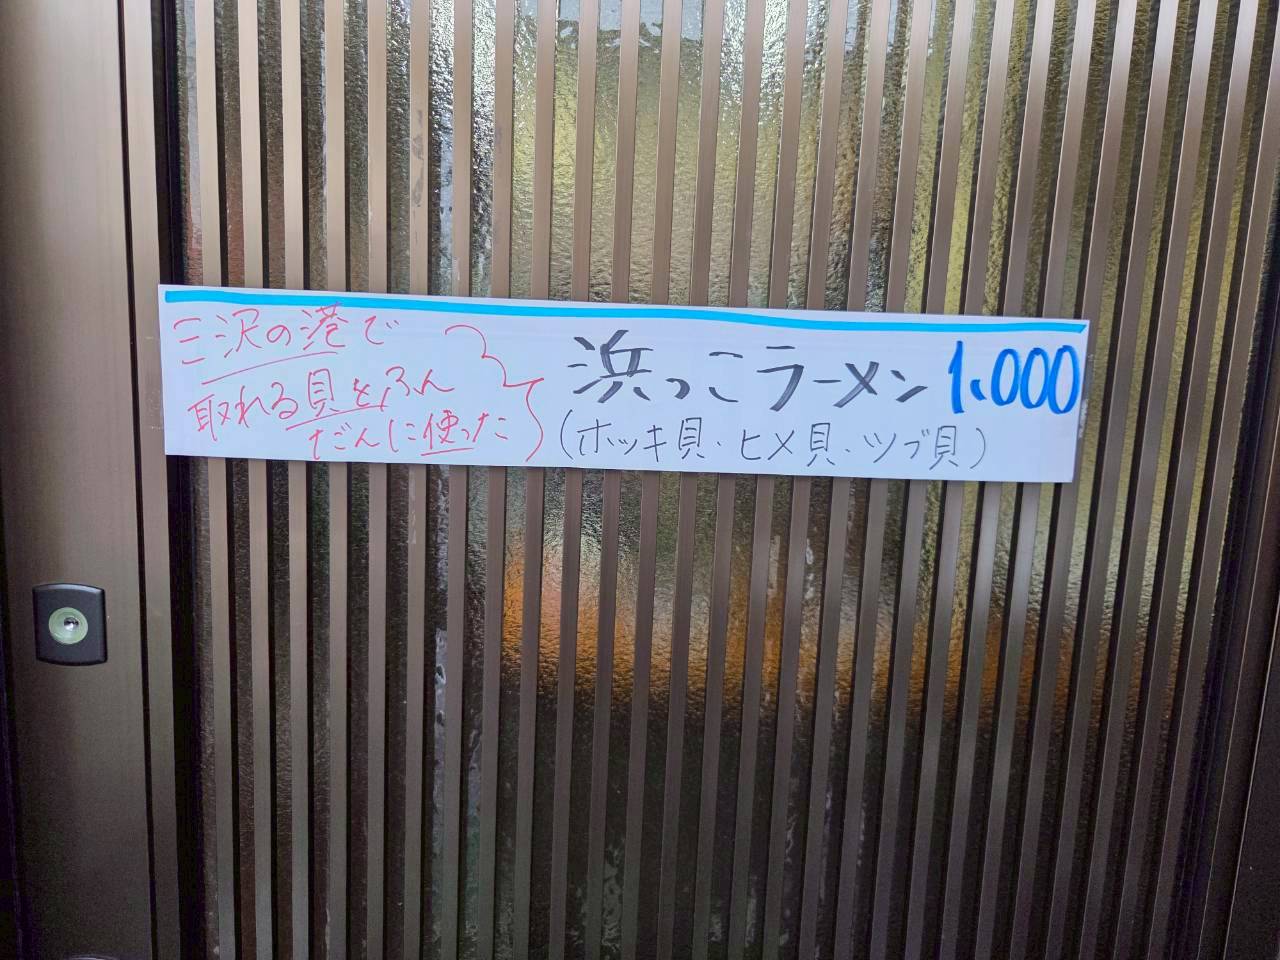 三沢の港で
取れる貝をふん
だんに使った
浜っこラーメン 1,000
(ホッキ貝・ヒメ貝・ツブ貝)